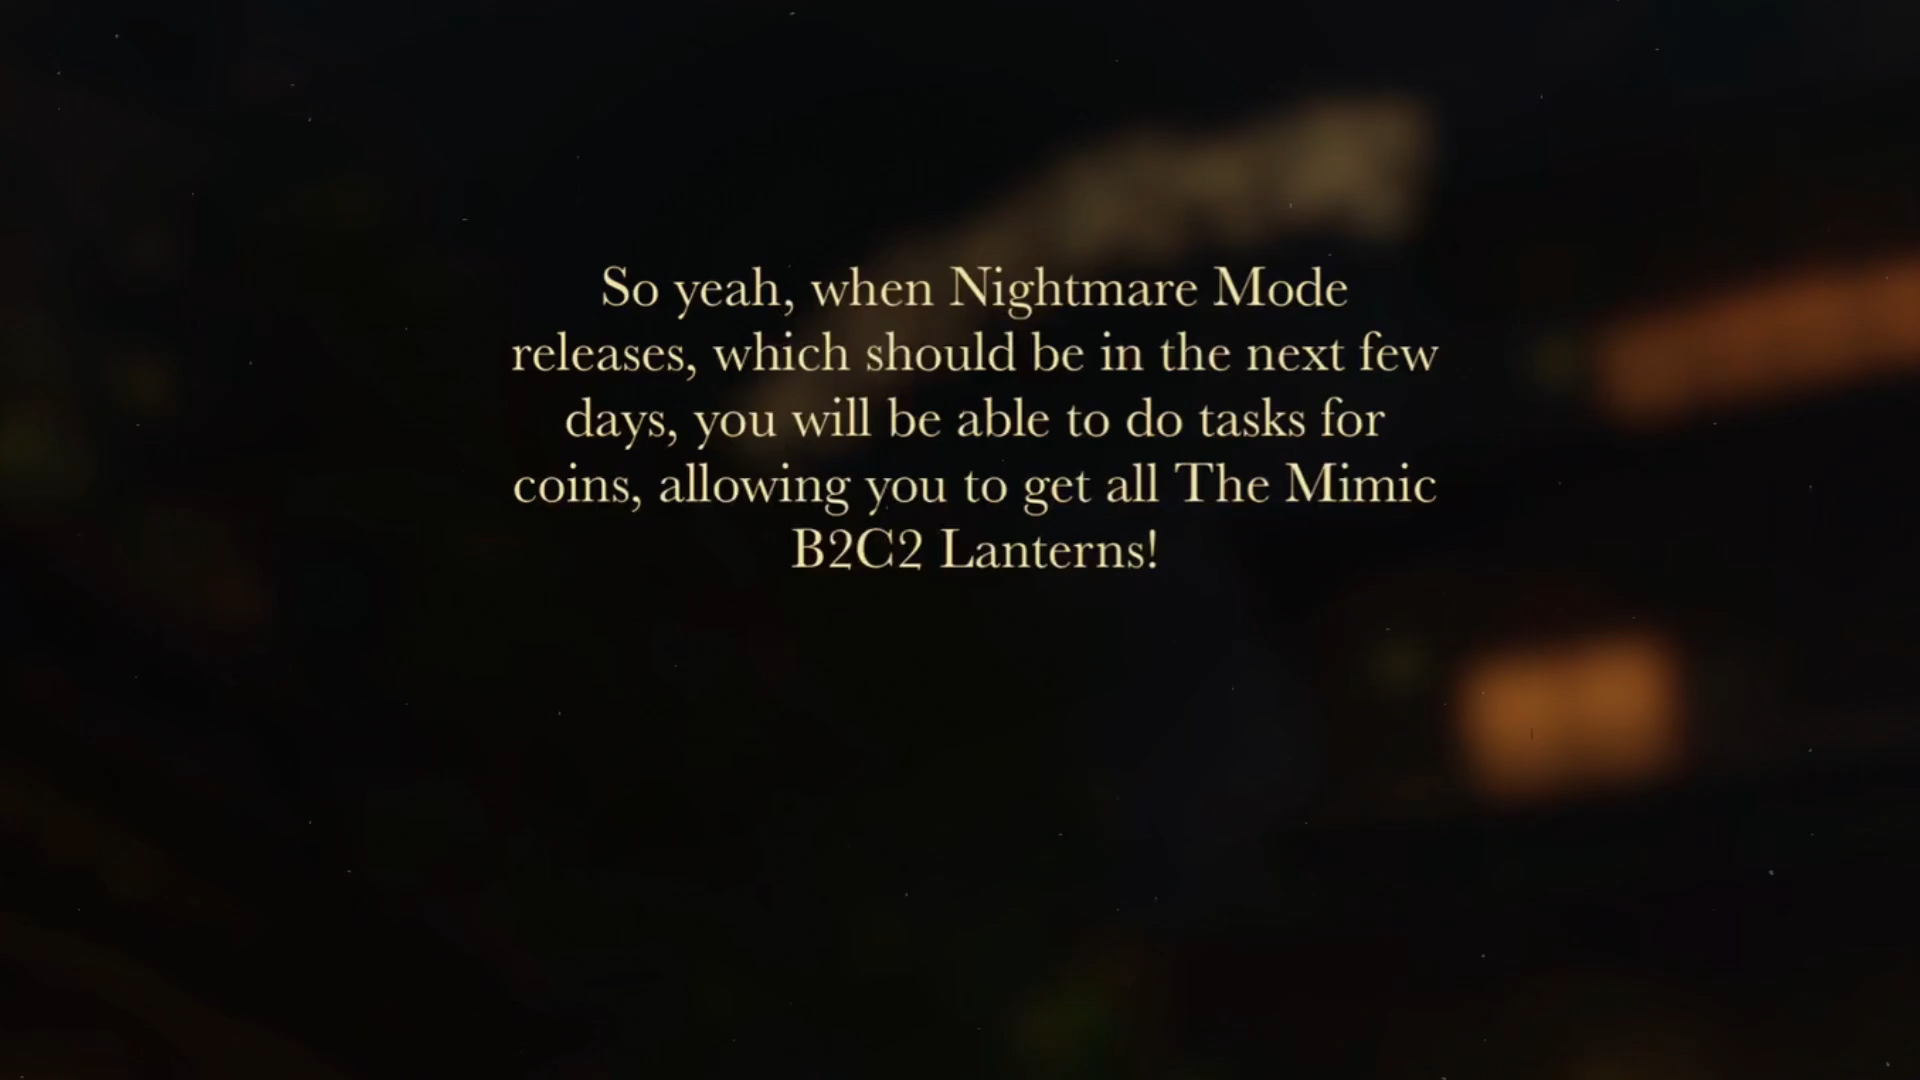 So yeah, when Nightmare Mode
releases, which should be in the next few
days, you will be able to do tasks for
coins, allowing you to get all The Mimic
B2C2 Lanterns!